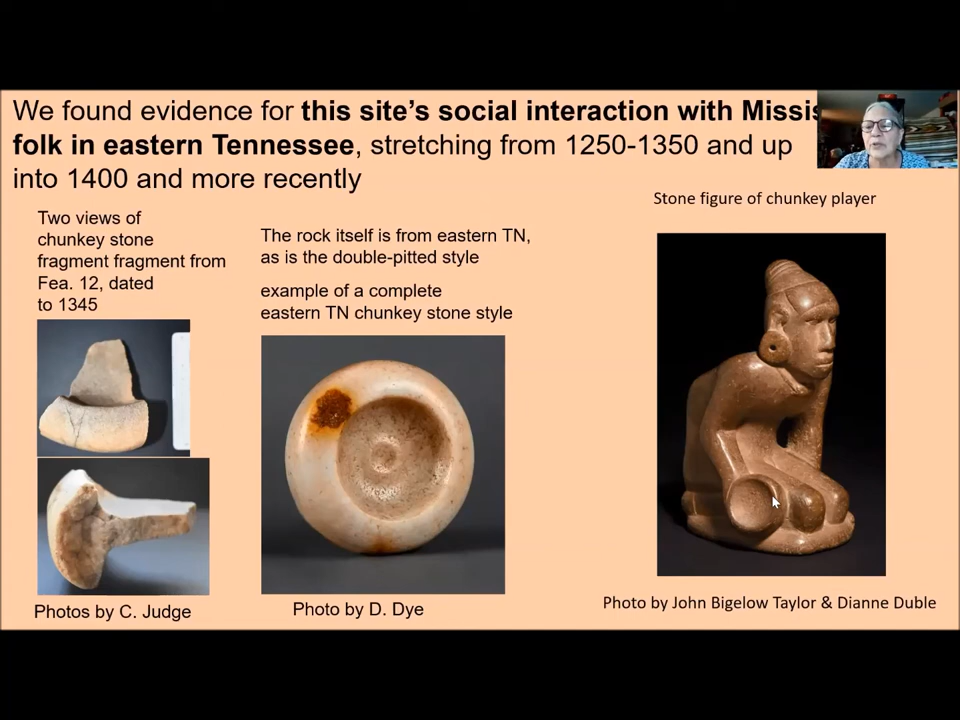 We found evidence for this site's social interaction with
folk in eastern Tennessee, stretching from 1250-1350 and up
into 1400 and more recently
Two views of
chunkey stone
fragment fragment from
Fea. 12, dated
to 1345
Photos by C. Judge
The rock itself is from eastern TN,
as is the double-pitted style
example of a complete
eastern TN chunkey stone style
Photo by D. Dye
Stone figure of chunkey player
Photo by John Bigelow Taylor & Dianne Duble